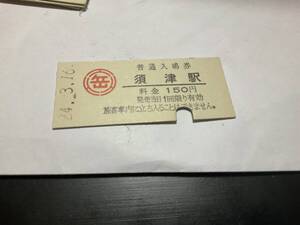 普通入場券
岳
須津駅
料金 150円
発売当日1回限り有効
旅客車内に立ち入ることはできません。
24.-3.16